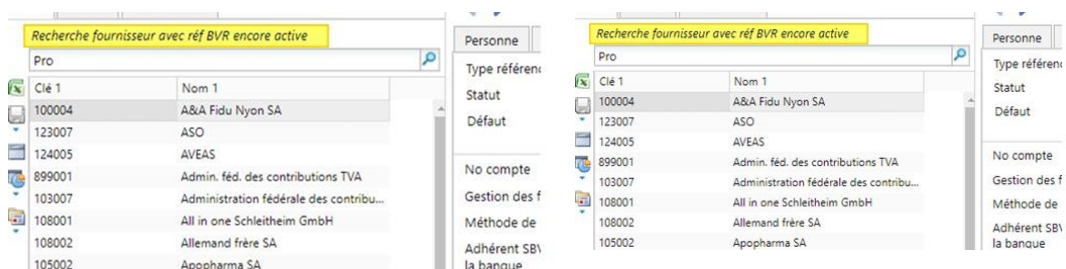 Recherche fournisseur avec réf BVR encore active
Pro
Clé 1 Nom 1
100004 A&A Fidu Nyon SA
123007 ASO
124005 AVEAS
899001 Admin. féd. des contributions TVA
103007 Administration fédérale des contribu...
108001 All in one Schleitheim GmbH
108002 Allemand frère SA
105002 Apopharma SA
Personne
Type référen
Statut
Défaut
No compte
Gestion des f
Méthode de
Adhérent SBV
la banque
Recherche fournisseur avec réf BVR encore active
Pro
Clé 1 Nom 1
100004 A&A Fidu Nyon SA
123007 ASO
124005 AVEAS
899001 Admin. féd. des contributions TVA
103007 Administration fédérale des contribu...
108001 All in one Schleitheim GmbH
108002 Allemand frère SA
105002 Apopharma SA
Personne
Type référen
Statut
Défaut
No compte
Gestion des f
Méthode de
Adhérent SBV
la banque